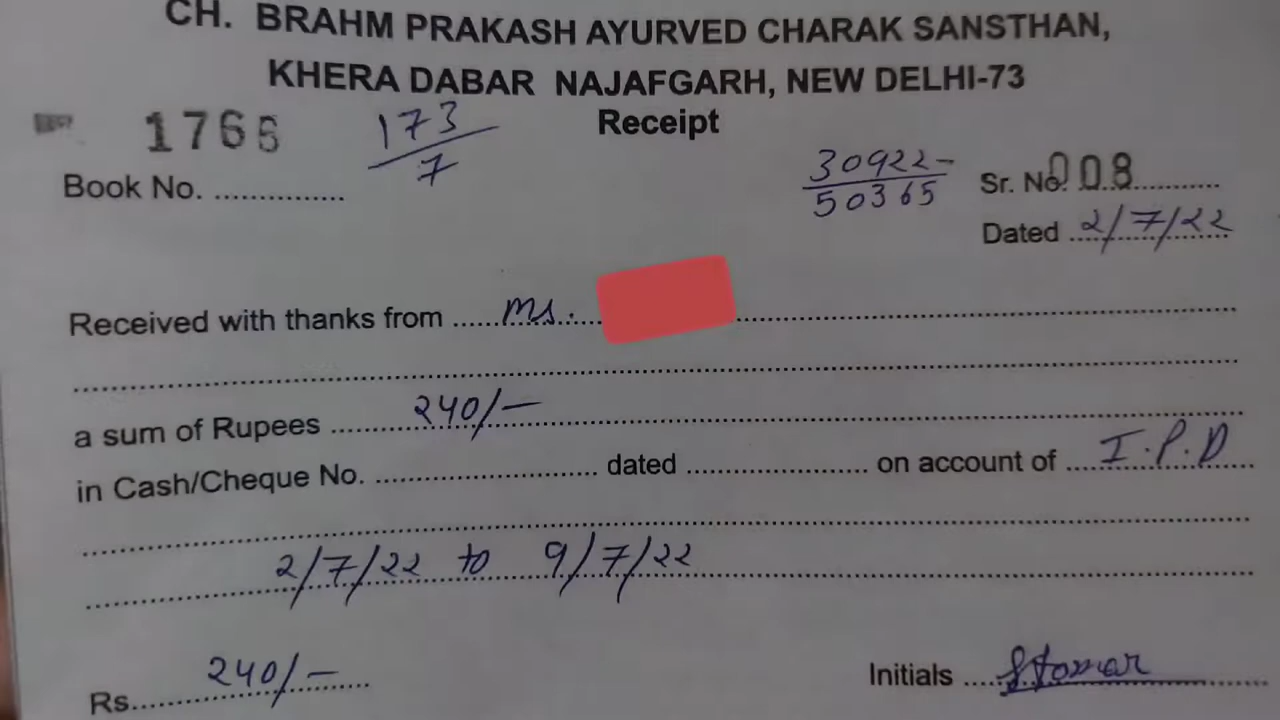 CH. BRAHM PRAKASH AYURVED CHARAK SANSTHAN,
KHERA DABAR NAJAFGARH, NEW DELHI-73
Receipt
1766 173/7
Book No. ............... 30922-/50365 Sr. No. 008
Dated 2/7/22
Received with thanks from ms.
a sum of Rupees 240/-
in Cash/Cheque No. ............... dated ............... on account of I.P.D
2/7/22 to 9/7/22
Rs. 240/- Initials